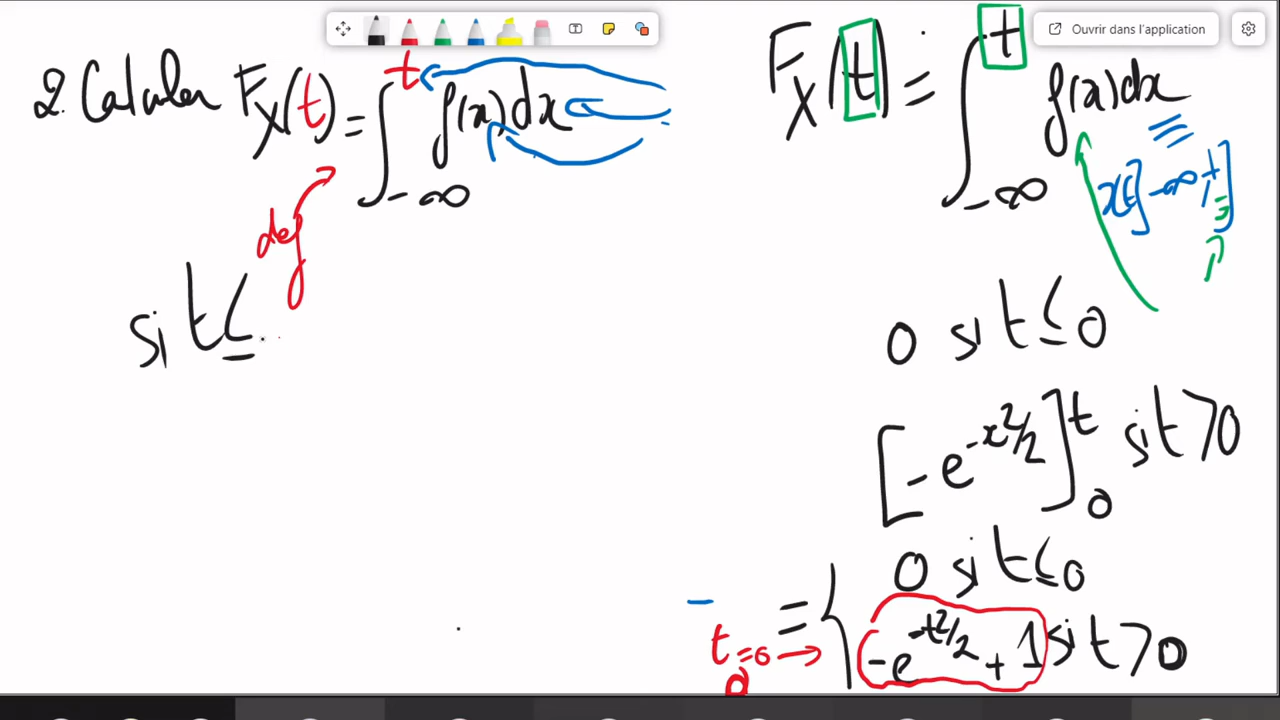 Ouvrir dans l'application
2. Calculer F_X(t) = ∫_{-∞}^{t} f(x)dx
def
si t ≤
F_X(t) = ∫_{-∞}^{t} f(x)dx
=
x∈]-∞, t]
0 si t ≤ 0
[-e^{-x²/2}]_0^t si t > 0
= { 0 si t ≤ 0
-e^{-t²/2} + 1 si t > 0
t = 0 →